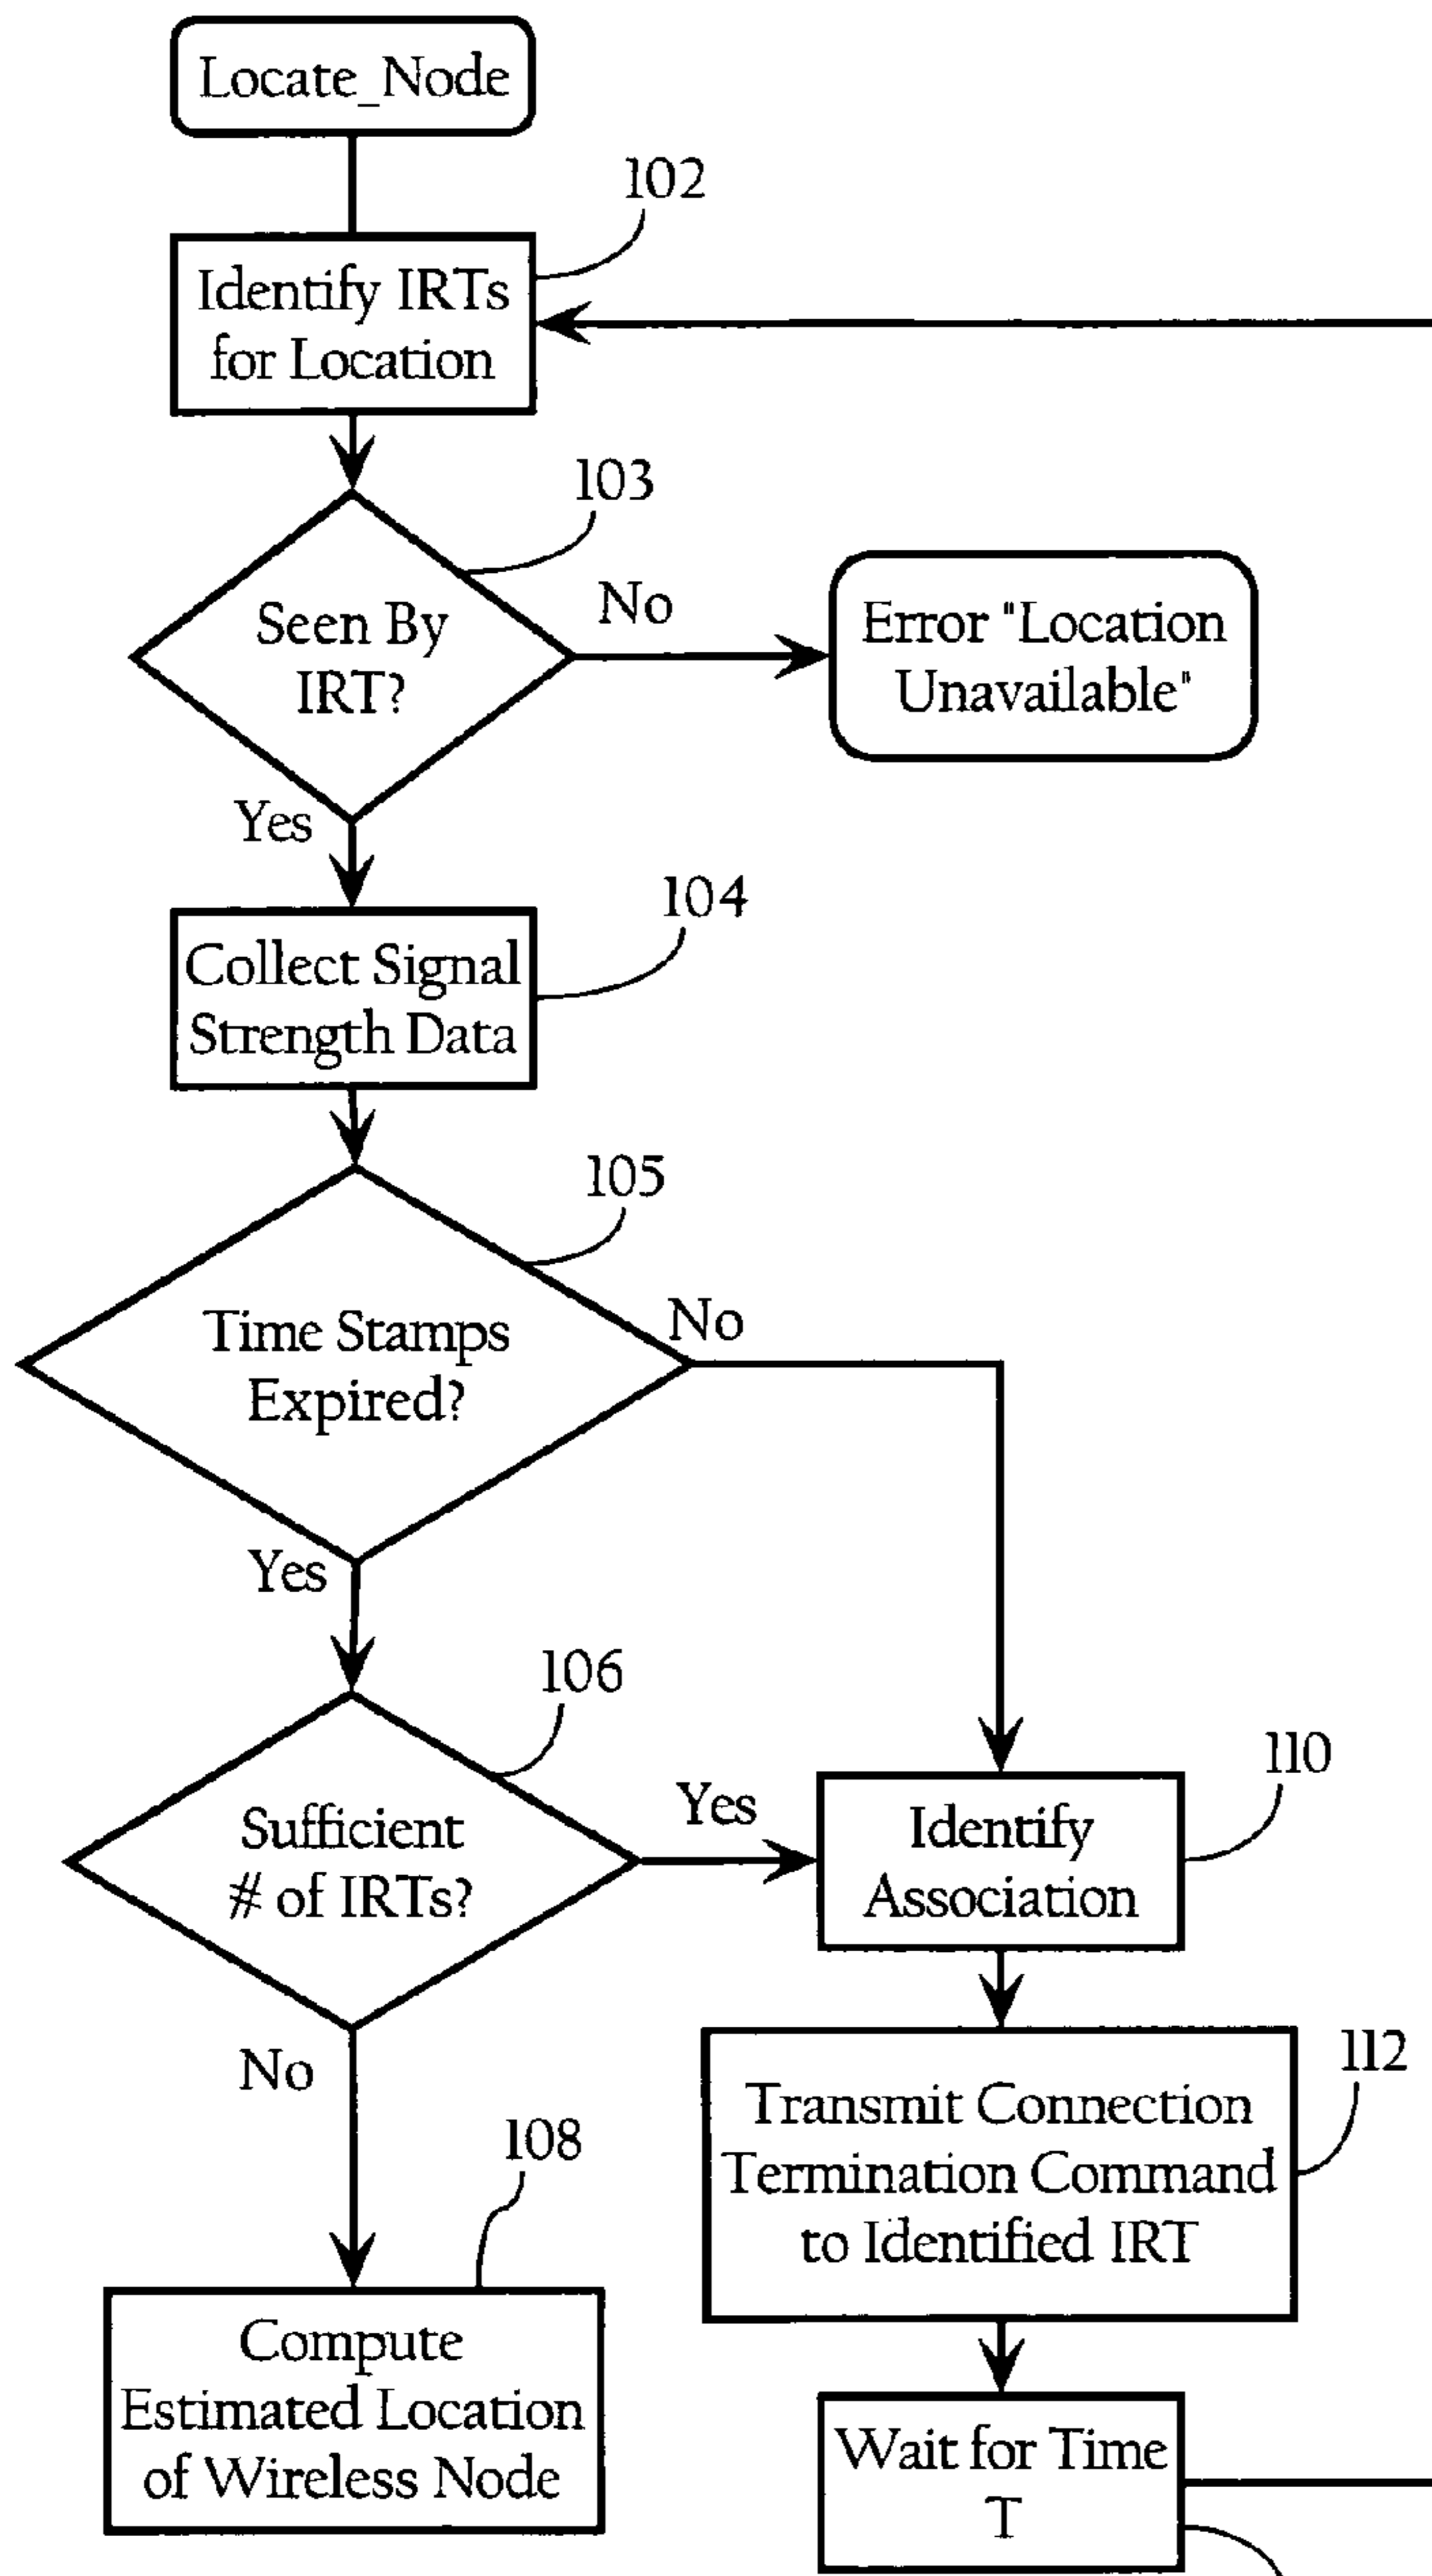 Locate_Node
102
Identify IRTs
for Location
103
Seen By
IRT?
No
Error "Location
Unavailable"
Yes
104
Collect Signal
Strength Data
105
Time Stamps
Expired?
No
Yes
106
Sufficient
# of IRTs?
Yes
110
Identify
Association
No
112
Transmit Connection
Termination Command
to Identified IRT
108
Compute
Estimated Location
of Wireless Node
Wait for Time
T